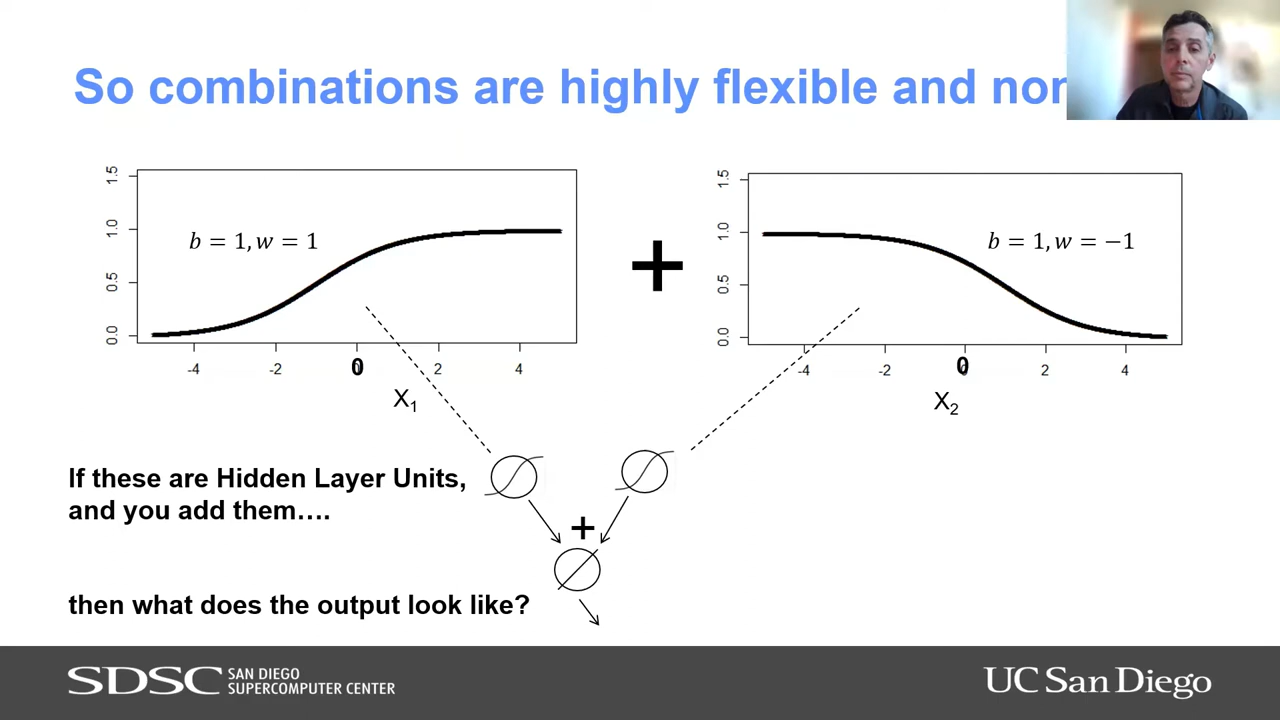 So combinations are highly flexible and non
1.5
1.0
0.5
0.0
b = 1, w = 1
-4
-2
0
2
4
X₁
+
1.5
1.0
0.5
0.0
b = 1, w = −1
-4
-2
0
2
4
X₂
If these are Hidden Layer Units,
and you add them….
+
then what does the output look like?
SDSC SAN DIEGO
SUPERCOMPUTER CENTER
UC San Diego